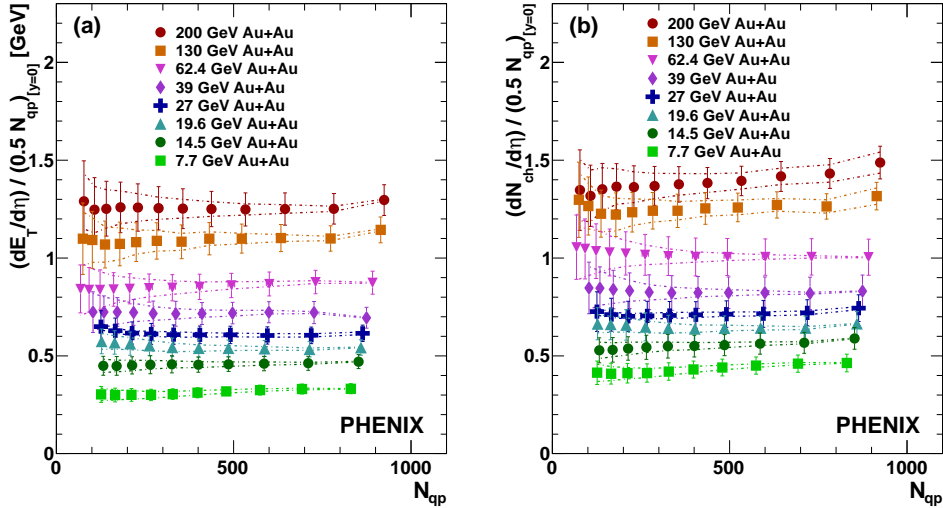 (a)
200 GeV Au+Au
130 GeV Au+Au
62.4 GeV Au+Au
39 GeV Au+Au
27 GeV Au+Au
19.6 GeV Au+Au
14.5 GeV Au+Au
7.7 GeV Au+Au
(dE_T/dη) / (0.5 N_qp)_[y=0] [GeV]
2
1.5
1
0.5
0
PHENIX
0 500 1000
N_qp
(b)
200 GeV Au+Au
130 GeV Au+Au
62.4 GeV Au+Au
39 GeV Au+Au
27 GeV Au+Au
19.6 GeV Au+Au
14.5 GeV Au+Au
7.7 GeV Au+Au
(dN_ch/dη) / (0.5 N_qp)_[y=0]
2
1.5
1
0.5
0
PHENIX
0 500 1000
N_qp